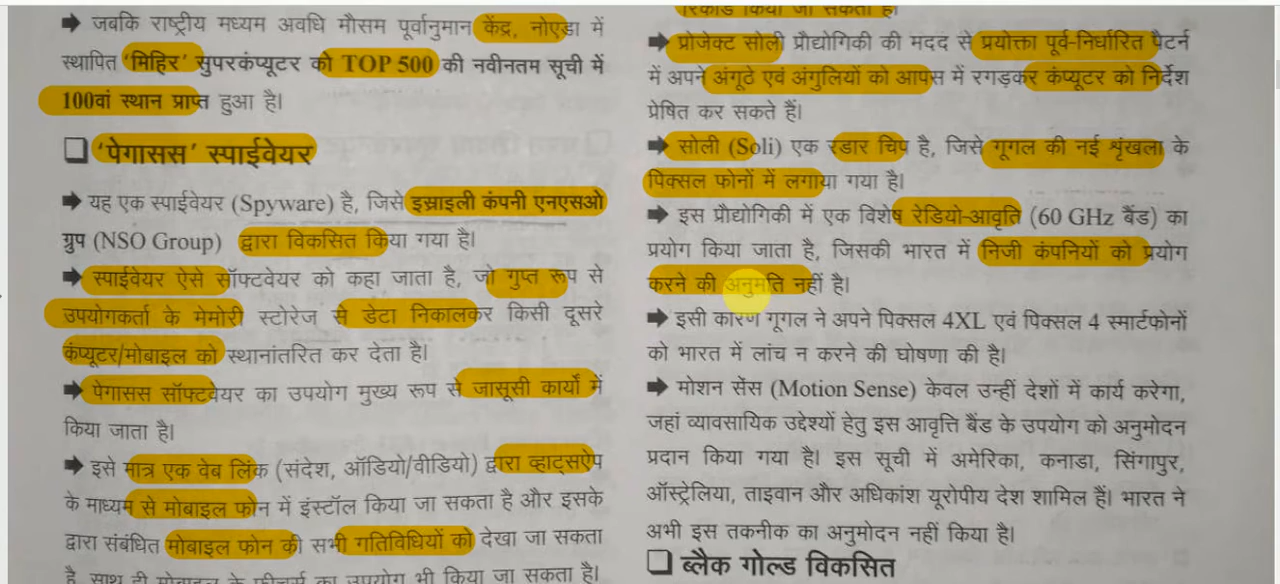 ➡ जबकि राष्ट्रीय मध्यम अवधि मौसम पूर्वानुमान केंद्र, नोएडा में
स्थापित 'मिहिर' सुपरकंप्यूटर को TOP 500 की नवीनतम सूची में
100वां स्थान प्राप्त हुआ है।
❑ 'पेगासस' स्पाईवेयर
➡ यह एक स्पाईवेयर (Spyware) है, जिसे इस्राइली कंपनी एनएसओ
ग्रुप (NSO Group) द्वारा विकसित किया गया है।
➡ स्पाईवेयर ऐसे सॉफ्टवेयर को कहा जाता है, जो गुप्त रूप से
उपयोगकर्ता के मेमोरी स्टोरेज से डेटा निकालकर किसी दूसरे
कंप्यूटर/मोबाइल को स्थानांतरित कर देता है।
➡ पेगासस सॉफ्टवेयर का उपयोग मुख्य रूप से जासूसी कार्यों में
किया जाता है।
➡ इसे मात्र एक वेब लिंक (संदेश, ऑडियो/वीडियो) द्वारा व्हाट्सऐप
के माध्यम से मोबाइल फोन में इंस्टॉल किया जा सकता है और इसके
द्वारा संबंधित मोबाइल फोन की सभी गतिविधियों को देखा जा सकता
है, साथ ही मोबाइल के फीचर्स का उपयोग भी किया जा सकता है।
रिकॉर्ड किया जा सकता है।
➡ प्रोजेक्ट सोली प्रौद्योगिकी की मदद से प्रयोक्ता पूर्व-निर्धारित पैटर्न
में अपने अंगूठे एवं अंगुलियों को आपस में रगड़कर कंप्यूटर को निर्देश
प्रेषित कर सकते हैं।
➡ सोली (Soli) एक रडार चिप है, जिसे गूगल की नई शृंखला के
पिक्सल फोनों में लगाया गया है।
➡ इस प्रौद्योगिकी में एक विशेष रेडियो-आवृति (60 GHz बैंड) का
प्रयोग किया जाता है, जिसकी भारत में निजी कंपनियों को प्रयोग
करने की अनुमति नहीं है।
➡ इसी कारण गूगल ने अपने पिक्सल 4XL एवं पिक्सल 4 स्मार्टफोनों
को भारत में लांच न करने की घोषणा की है।
➡ मोशन सेंस (Motion Sense) केवल उन्हीं देशों में कार्य करेगा,
जहां व्यावसायिक उद्देश्यों हेतु इस आवृत्ति बैंड के उपयोग को अनुमोदन
प्रदान किया गया है। इस सूची में अमेरिका, कनाडा, सिंगापुर,
ऑस्ट्रेलिया, ताइवान और अधिकांश यूरोपीय देश शामिल हैं। भारत ने
अभी इस तकनीक का अनुमोदन नहीं किया है।
❑ ब्लैक गोल्ड विकसित